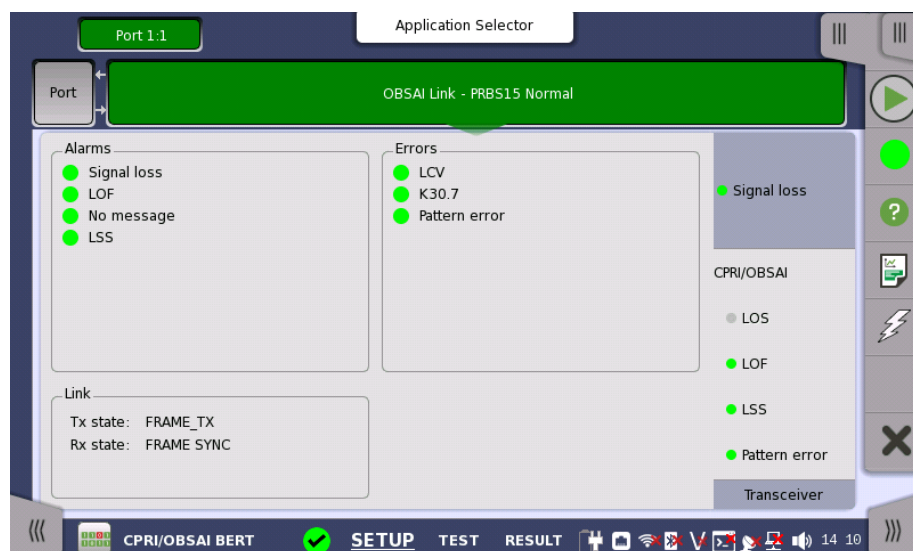 Application Selector
Port 1:1
Port
OBSAI Link - PRBS15 Normal
Alarms
Signal loss
LOF
No message
LSS
Errors
LCV
K30.7
Pattern error
Signal loss
CPRI/OBSAI
LOS
LOF
LSS
Pattern error
Transceiver
Link
Tx state: FRAME_TX
Rx state: FRAME SYNC
CPRI/OBSAI BERT SETUP TEST RESULT 14 10